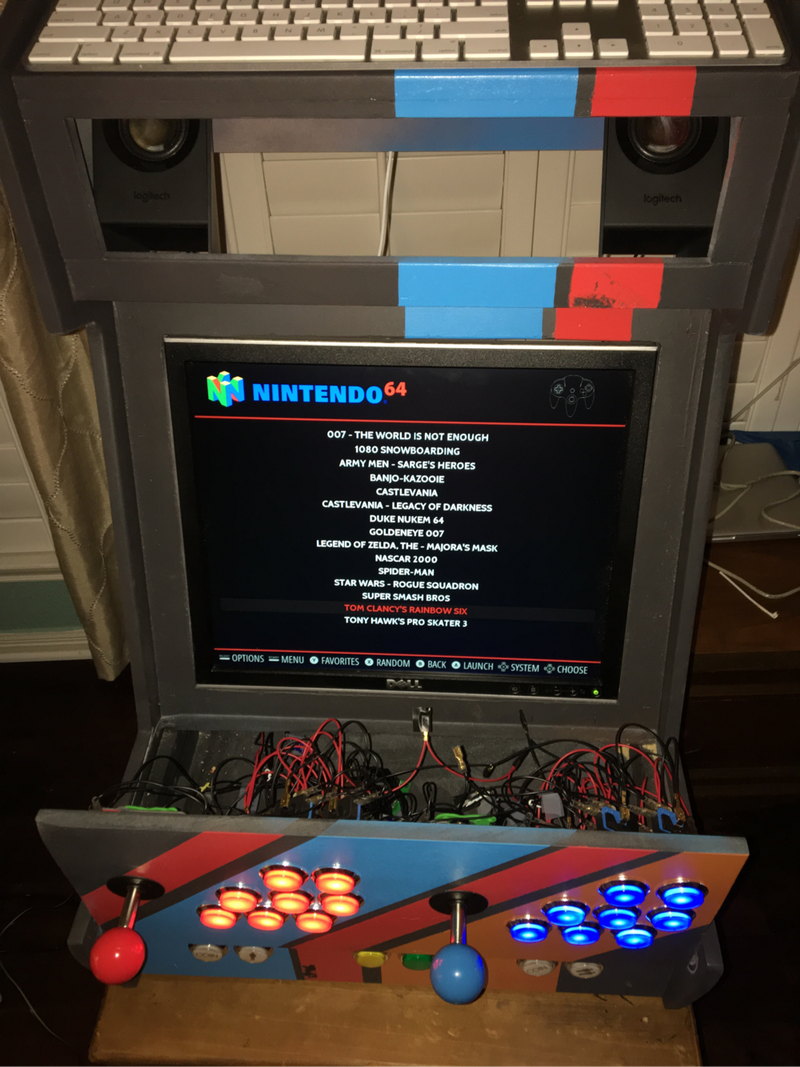 logitech
logitech
NINTENDO 64
007 - THE WORLD IS NOT ENOUGH
1080 SNOWBOARDING
ARMY MEN - SARGE'S HEROES
BANJO-KAZOOIE
CASTLEVANIA
CASTLEVANIA - LEGACY OF DARKNESS
DUKE NUKEM 64
GOLDENEYE 007
LEGEND OF ZELDA, THE - MAJORA'S MASK
NASCAR 2000
SPIDER-MAN
STAR WARS - ROGUE SQUADRON
SUPER SMASH BROS
TOM CLANCY'S RAINBOW SIX
TONY HAWK'S PRO SKATER 3
OPTIONS MENU Y FAVORITES X RANDOM B BACK A LAUNCH SYSTEM CHOOSE
DELL
COIN